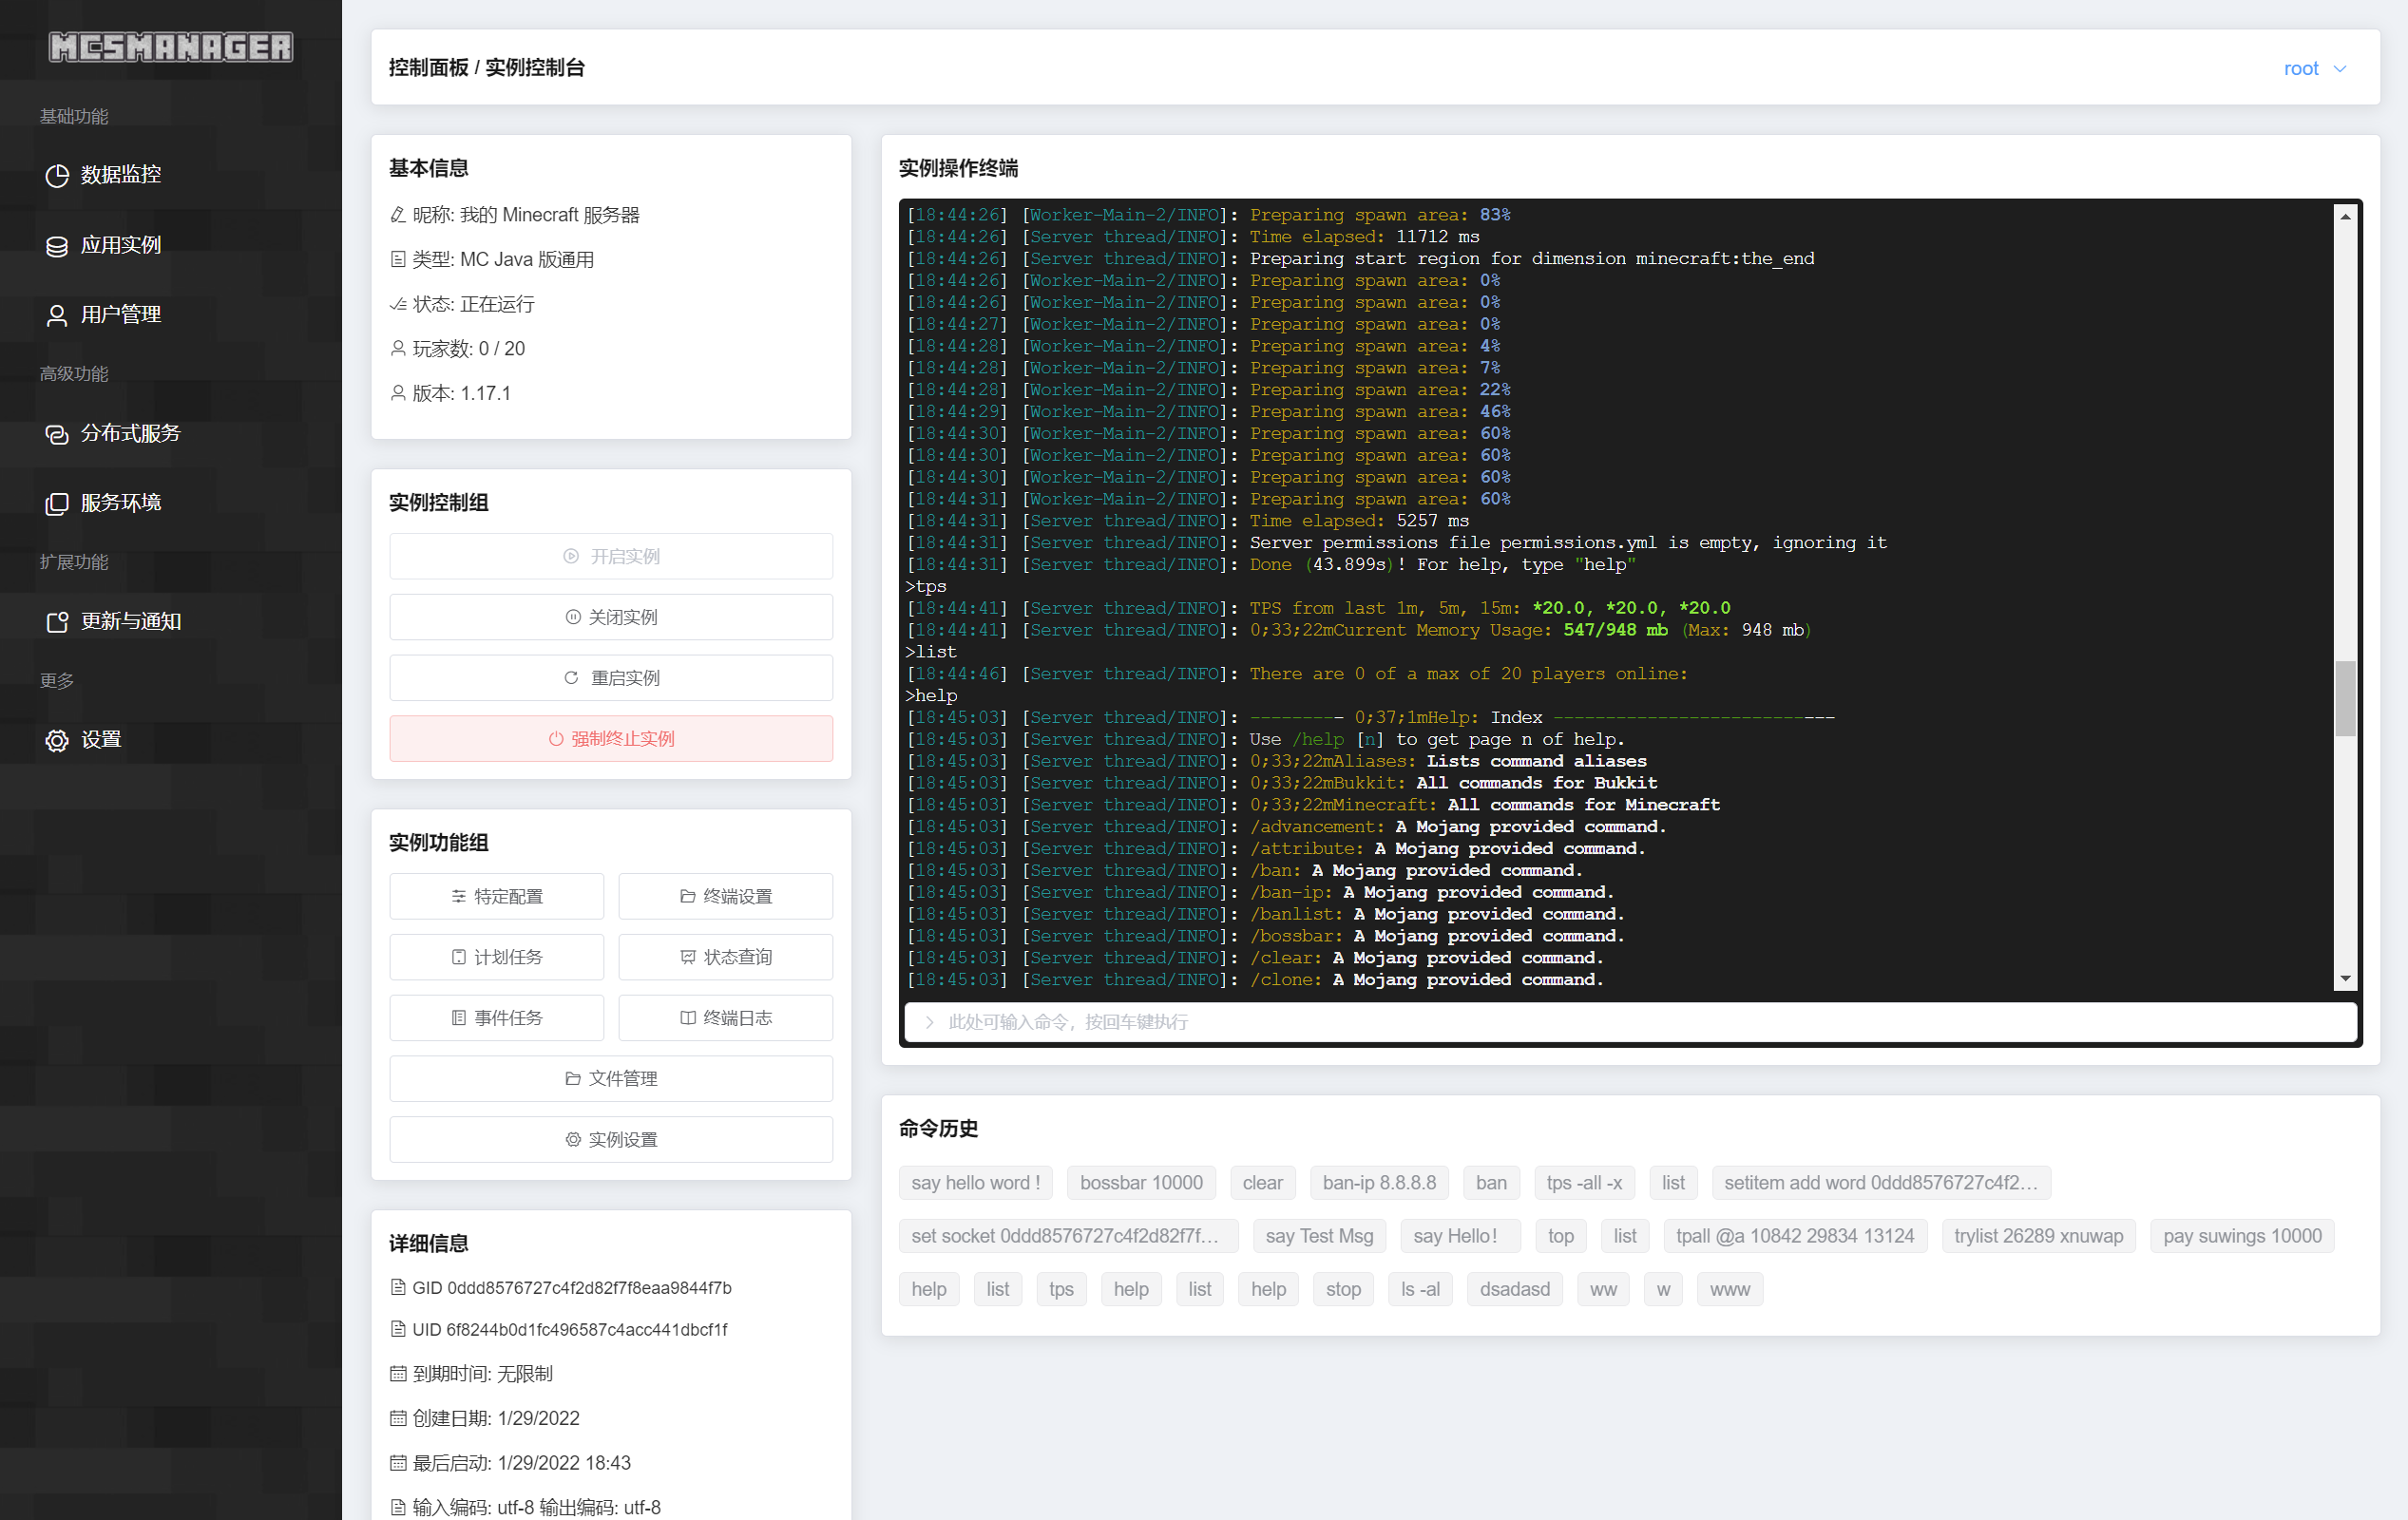 MCSMANAGER
基础功能
数据监控
应用实例
用户管理
高级功能
分布式服务
服务环境
扩展功能
更新与通知
更多
设置
控制面板 / 实例控制台
root
基本信息
昵称: 我的 Minecraft 服务器
类型: MC Java 版通用
状态: 正在运行
玩家数: 0 / 20
版本: 1.17.1
实例控制组
开启实例
关闭实例
重启实例
强制终止实例
实例功能组
特定配置
终端设置
计划任务
状态查询
事件任务
终端日志
文件管理
实例设置
详细信息
GID 0ddd8576727c4f2d82f7f8eaa9844f7b
UID 6f8244b0d1fc496587c4acc441dbcf1f
到期时间: 无限制
创建日期: 1/29/2022
最后启动: 1/29/2022 18:43
输入编码: utf-8 输出编码: utf-8
实例操作终端
[18:44:26] [Worker-Main-2/INFO]: Preparing spawn area: 83%
[18:44:26] [Server thread/INFO]: Time elapsed: 11712 ms
[18:44:26] [Server thread/INFO]: Preparing start region for dimension minecraft:the_end
[18:44:26] [Worker-Main-2/INFO]: Preparing spawn area: 0%
[18:44:26] [Worker-Main-2/INFO]: Preparing spawn area: 0%
[18:44:27] [Worker-Main-2/INFO]: Preparing spawn area: 0%
[18:44:28] [Worker-Main-2/INFO]: Preparing spawn area: 4%
[18:44:28] [Worker-Main-2/INFO]: Preparing spawn area: 7%
[18:44:28] [Worker-Main-2/INFO]: Preparing spawn area: 22%
[18:44:29] [Worker-Main-2/INFO]: Preparing spawn area: 46%
[18:44:30] [Worker-Main-2/INFO]: Preparing spawn area: 60%
[18:44:30] [Worker-Main-2/INFO]: Preparing spawn area: 60%
[18:44:30] [Worker-Main-2/INFO]: Preparing spawn area: 60%
[18:44:31] [Worker-Main-2/INFO]: Preparing spawn area: 60%
[18:44:31] [Server thread/INFO]: Time elapsed: 5257 ms
[18:44:31] [Server thread/INFO]: Server permissions file permissions.yml is empty, ignoring it
[18:44:31] [Server thread/INFO]: Done (43.899s)! For help, type "help"
>tps
[18:44:41] [Server thread/INFO]: TPS from last 1m, 5m, 15m: *20.0, *20.0, *20.0
[18:44:41] [Server thread/INFO]: 0;33;22mCurrent Memory Usage: 547/948 mb (Max: 948 mb)
>list
[18:44:46] [Server thread/INFO]: There are 0 of a max of 20 players online:
>help
[18:45:03] [Server thread/INFO]: --------- 0;37;1mHelp: Index ---------------------------
[18:45:03] [Server thread/INFO]: Use /help [n] to get page n of help.
[18:45:03] [Server thread/INFO]: 0;33;22mAliases: Lists command aliases
[18:45:03] [Server thread/INFO]: 0;33;22mBukkit: All commands for Bukkit
[18:45:03] [Server thread/INFO]: 0;33;22mMinecraft: All commands for Minecraft
[18:45:03] [Server thread/INFO]: /advancement: A Mojang provided command.
[18:45:03] [Server thread/INFO]: /attribute: A Mojang provided command.
[18:45:03] [Server thread/INFO]: /ban: A Mojang provided command.
[18:45:03] [Server thread/INFO]: /ban-ip: A Mojang provided command.
[18:45:03] [Server thread/INFO]: /banlist: A Mojang provided command.
[18:45:03] [Server thread/INFO]: /bossbar: A Mojang provided command.
[18:45:03] [Server thread/INFO]: /clear: A Mojang provided command.
[18:45:03] [Server thread/INFO]: /clone: A Mojang provided command.
此处可输入命令，按回车键执行
命令历史
say hello word ! bossbar 10000 clear ban-ip 8.8.8.8 ban tps -all -x list setitem add word 0ddd8576727c4f2...
set socket 0ddd8576727c4f2d82f7f... say Test Msg say Hello！ top list tpall @a 10842 29834 13124 trylist 26289 xnuwap pay suwings 10000
help list tps help list help stop ls -al dsadasd ww w www